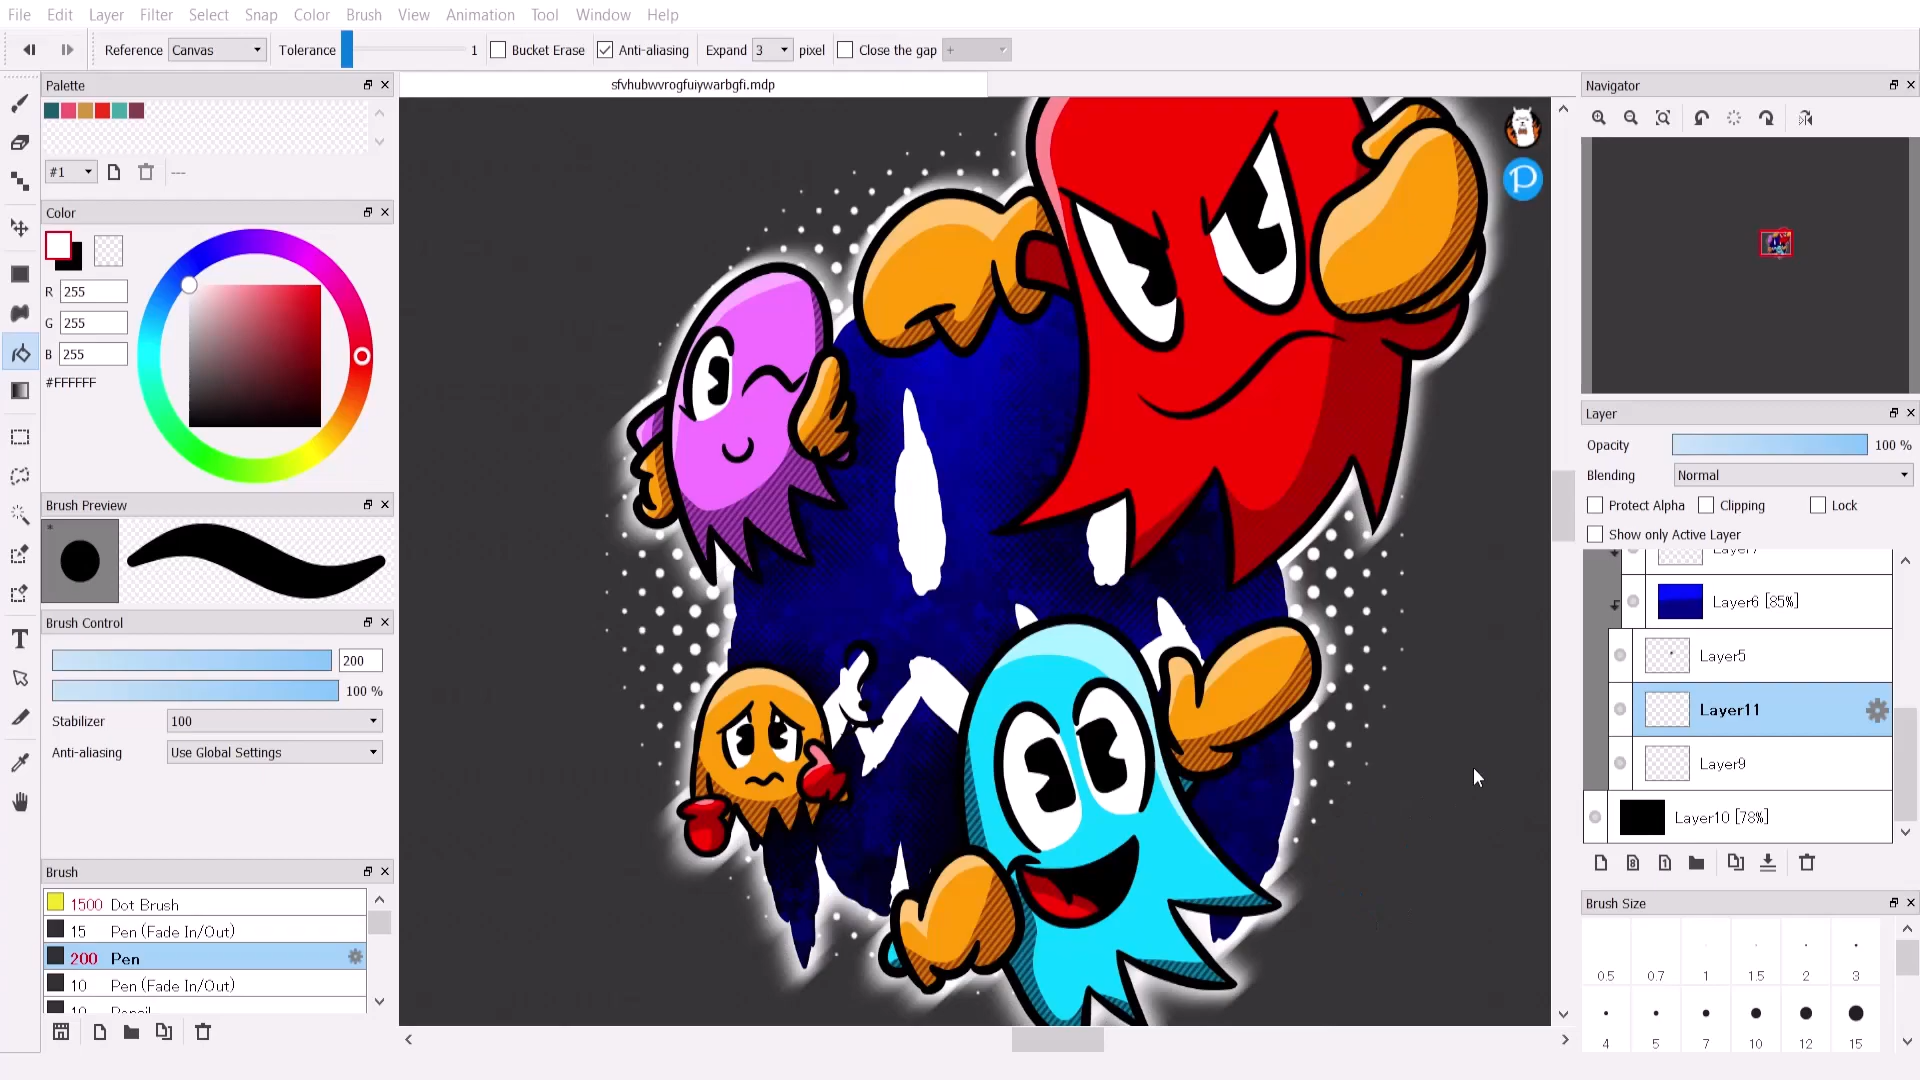 File Edit Layer Filter Select Snap Color Brush View Animation Tool Window Help
Reference Canvas Tolerance 1 Bucket Erase Anti-aliasing Expand 3 pixel Close the gap +
Palette
sfvhubwvrogfuiywarbgfi.mdp
Navigator
#1 ---
Color
R 255
G 255
B 255
#FFFFFF
Layer
Opacity 100 %
Blending Normal
Protect Alpha Clipping Lock
Show only Active Layer
Layer7
Layer6 [85%]
Layer5
Layer11
Layer9
Layer10 [78%]
Brush Preview
*
Brush Control
200
100 %
Stabilizer 100
Anti-aliasing Use Global Settings
Brush
1500 Dot Brush
15 Pen (Fade In/Out)
200 Pen
10 Pen (Fade In/Out)
10 Pencil
T
P
8
1
Brush Size
0.5 0.7 1 1.5 2 3
4 5 7 10 12 15